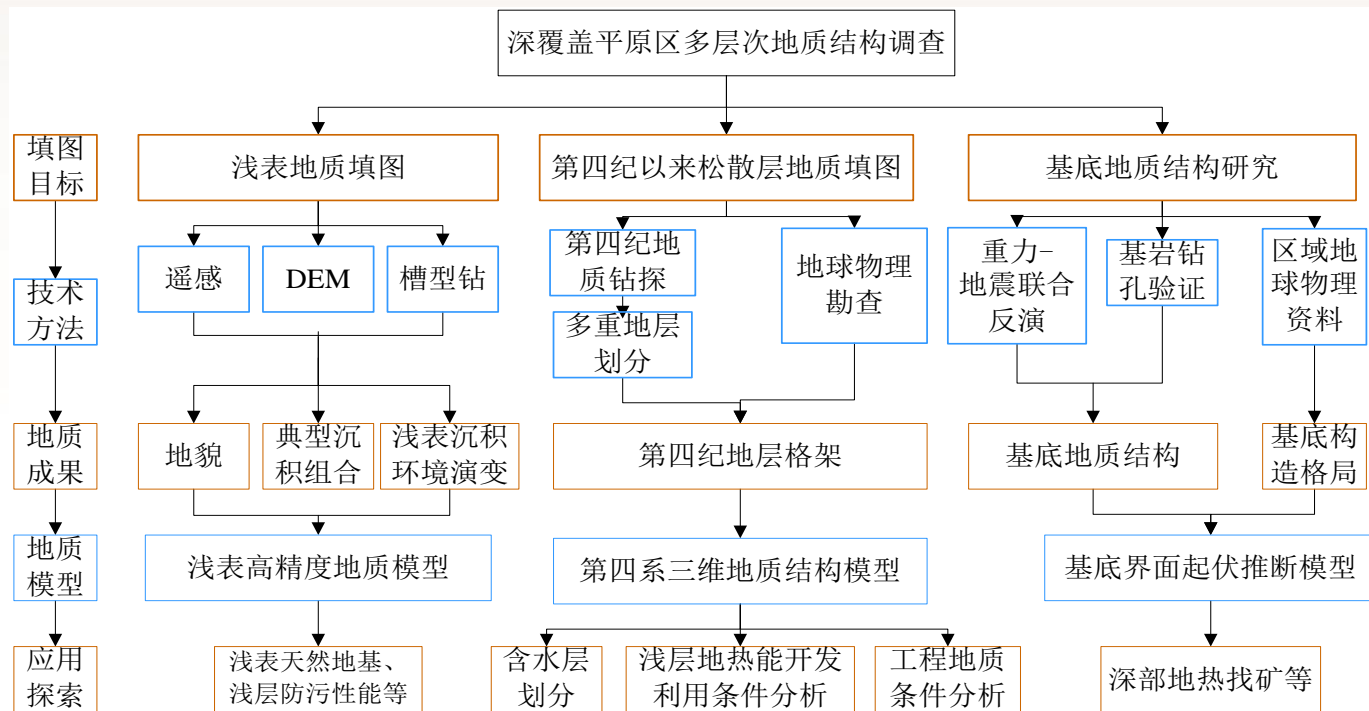 深覆盖平原区多层次地质结构调查
填图
目标
浅表地质填图
第四纪以来松散层地质填图
基底地质结构研究
技术
方法
遥感
DEM
槽型钻
第四纪地
质钻探
多重地层
划分
地球物理
勘查
重力-
地震联合
反演
基岩钻
孔验证
区域地
球物理
资料
地质
成果
地貌
典型沉
积组合
浅表沉积
环境演变
第四纪地层格架
基底地质结构
基底构
造格局
地质
模型
浅表高精度地质模型
第四系三维地质结构模型
基底界面起伏推断模型
应用
探索
浅表天然地基、
浅层防污性能等
含水层
划分
浅层地热能开发
利用条件分析
工程地质
条件分析
深部地热找矿等